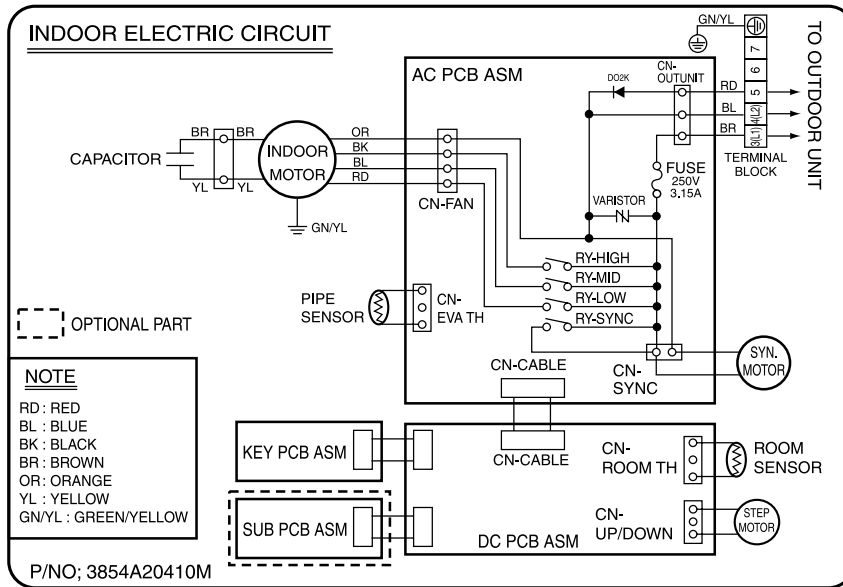 INDOOR ELECTRIC CIRCUIT
GN/YL
7
6
5
4(L2)
3(L1)
TERMINAL
BLOCK
TO OUTDOOR UNIT
AC PCB ASM
CN-
OUTUNIT
DO2K
RD
BL
BR
FUSE
250V
3.15A
VARISTOR
CAPACITOR
BR
BR
YL
YL
INDOOR
MOTOR
GN/YL
OR
BK
BL
RD
CN-FAN
RY-HIGH
RY-MID
RY-LOW
RY-SYNC
PIPE
SENSOR
CN-
EVA TH
CN-
SYNC
SYN.
MOTOR
OPTIONAL PART
NOTE
RD : RED
BL : BLUE
BK : BLACK
BR : BROWN
OR : ORANGE
YL : YELLOW
GN/YL : GREEN/YELLOW
CN-CABLE
CN-CABLE
KEY PCB ASM
SUB PCB ASM
CN-
ROOM TH
ROOM
SENSOR
CN-
UP/DOWN
STEP
MOTOR
DC PCB ASM
P/NO; 3854A20410M